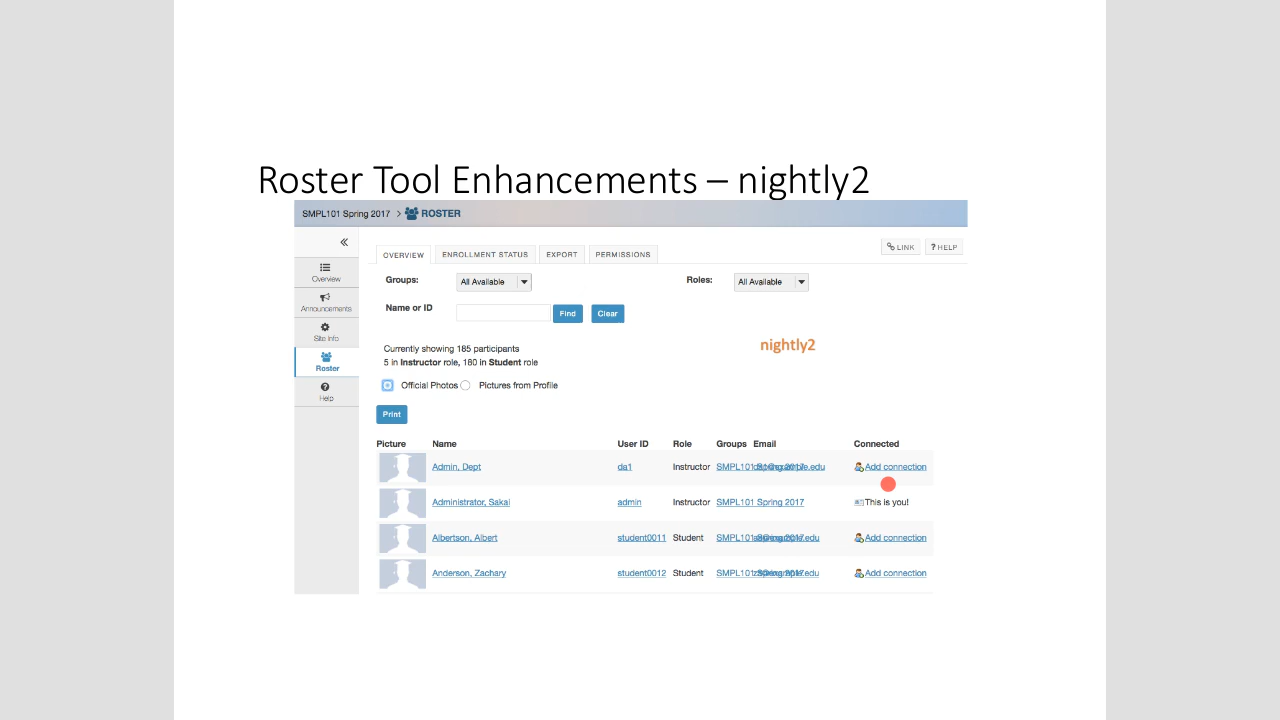 Roster Tool Enhancements – nightly2
SMPL101 Spring 2017 > ROSTER
LINK ? HELP
OVERVIEW ENROLLMENT STATUS EXPORT PERMISSIONS
Overview
Announcements
Site Info
Roster
Help
Groups: All Available Roles: All Available
Name or ID Find Clear
nightly2
Currently showing 185 participants
5 in Instructor role, 180 in Student role
Official Photos Pictures from Profile
Print
Picture Name User ID Role Groups Email Connected
Admin, Dept da1 Instructor SMPL101 Add connection
Administrator, Sakai admin Instructor SMPL101 Spring 2017 This is you!
Albertson, Albert student0011 Student SMPL101 Add connection
Anderson, Zachary student0012 Student SMPL101 Add connection